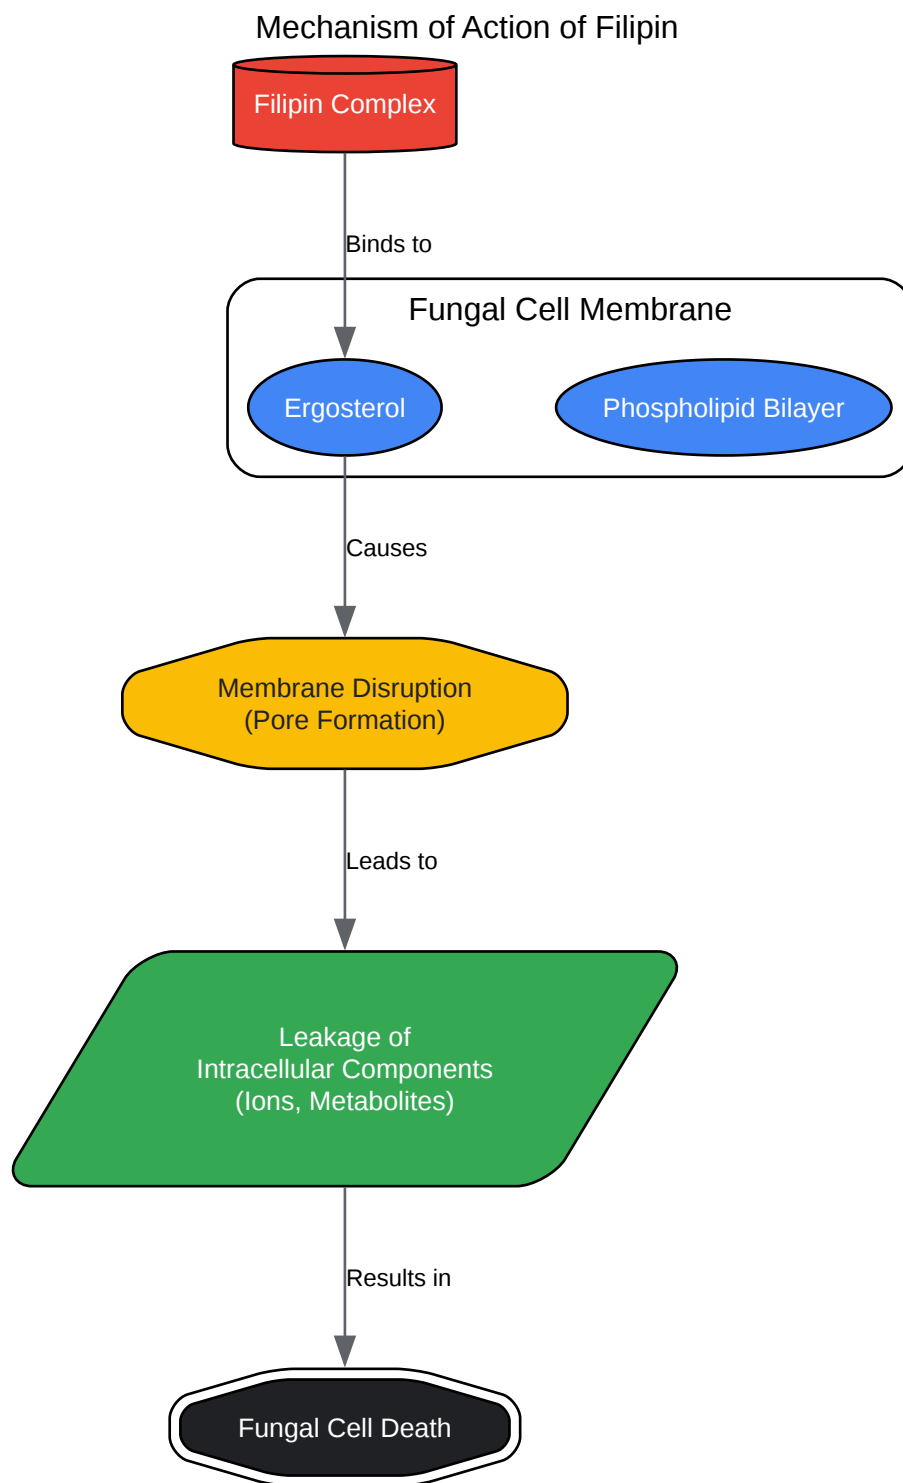 Mechanism of Action of Filipin
Filipin Complex
Binds to
Fungal Cell Membrane
Ergosterol
Phospholipid Bilayer
Causes
Membrane Disruption
(Pore Formation)
Leads to
Leakage of
Intracellular Components
(Ions, Metabolites)
Results in
Fungal Cell Death